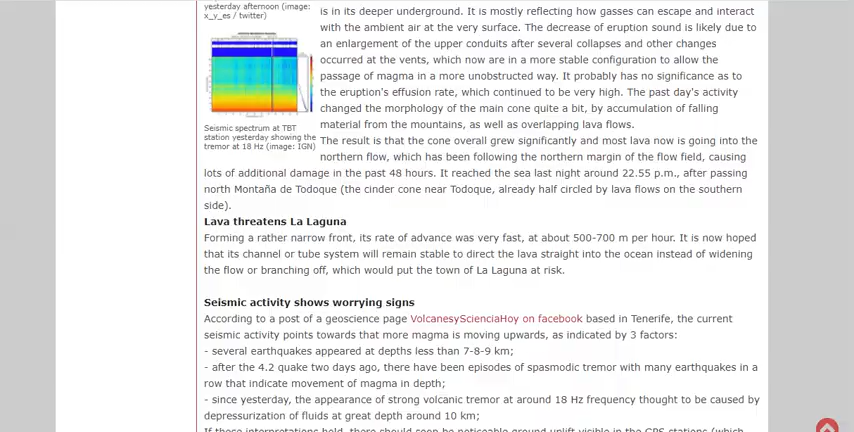 yesterday afternoon (image:
x_y_es / twitter)
Seismic spectrum at TBT
station yesterday showing the
tremor at 18 Hz (image: IGN)
is in its deeper underground. It is mostly reflecting how gasses can escape and interact
with the ambient air at the very surface. The decrease of eruption sound is likely due to
an enlargement of the upper conduits after several collapses and other changes
occurred at the vents, which now are in a more stable configuration to allow the
passage of magma in a more unobstructed way. It probably has no significance as to
the eruption's effusion rate, which continued to be very high. The past day's activity
changed the morphology of the main cone quite a bit, by accumulation of falling
material from the mountains, as well as overlapping lava flows.
The result is that the cone overall grew significantly and most lava now is going into the
northern flow, which has been following the northern margin of the flow field, causing
lots of additional damage in the past 48 hours. It reached the sea last night around 22.55 p.m., after passing
north Montaña de Todoque (the cinder cone near Todoque, already half circled by lava flows on the southern
side).
Lava threatens La Laguna
Forming a rather narrow front, its rate of advance was very fast, at about 500-700 m per hour. It is now hoped
that its channel or tube system will remain stable to direct the lava straight into the ocean instead of widening
the flow or branching off, which would put the town of La Laguna at risk.
Seismic activity shows worrying signs
According to a post of a geoscience page VolcanesyScienciaHoy on facebook based in Tenerife, the current
seismic activity points towards that more magma is moving upwards, as indicated by 3 factors:
- several earthquakes appeared at depths less than 7-8-9 km;
- after the 4.2 quake two days ago, there have been episodes of spasmodic tremor with many earthquakes in a
row that indicate movement of magma in depth;
- since yesterday, the appearance of strong volcanic tremor at around 18 Hz frequency thought to be caused by
depressurization of fluids at great depth around 10 km;
If these interpretations hold, there should soon be noticeable ground uplift visible in the GPS stations (which